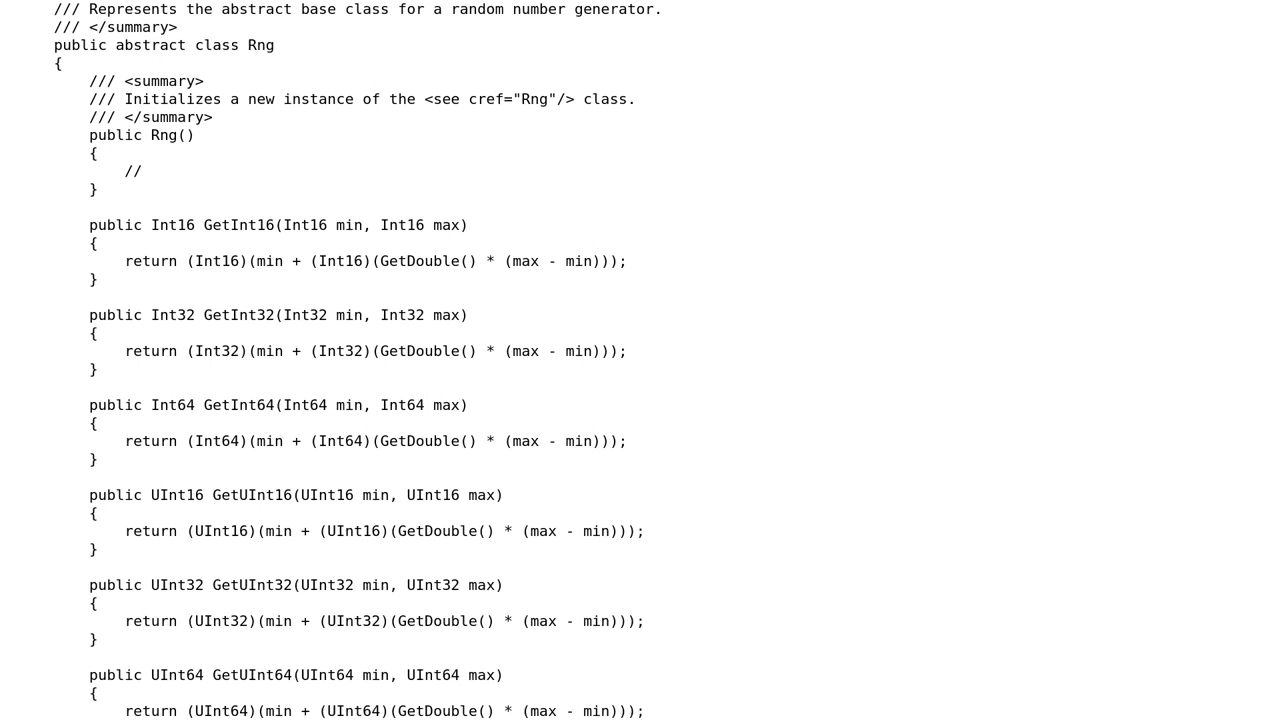 /// Represents the abstract base class for a random number generator.
/// </summary>
public abstract class Rng
{
/// <summary>
/// Initializes a new instance of the <see cref="Rng"/> class.
/// </summary>
public Rng()
{
//
}
public Int16 GetInt16(Int16 min, Int16 max)
{
return (Int16)(min + (Int16)(GetDouble() * (max - min)));
}
public Int32 GetInt32(Int32 min, Int32 max)
{
return (Int32)(min + (Int32)(GetDouble() * (max - min)));
}
public Int64 GetInt64(Int64 min, Int64 max)
{
return (Int64)(min + (Int64)(GetDouble() * (max - min)));
}
public UInt16 GetUInt16(UInt16 min, UInt16 max)
{
return (UInt16)(min + (UInt16)(GetDouble() * (max - min)));
}
public UInt32 GetUInt32(UInt32 min, UInt32 max)
{
return (UInt32)(min + (UInt32)(GetDouble() * (max - min)));
}
public UInt64 GetUInt64(UInt64 min, UInt64 max)
{
return (UInt64)(min + (UInt64)(GetDouble() * (max - min)));